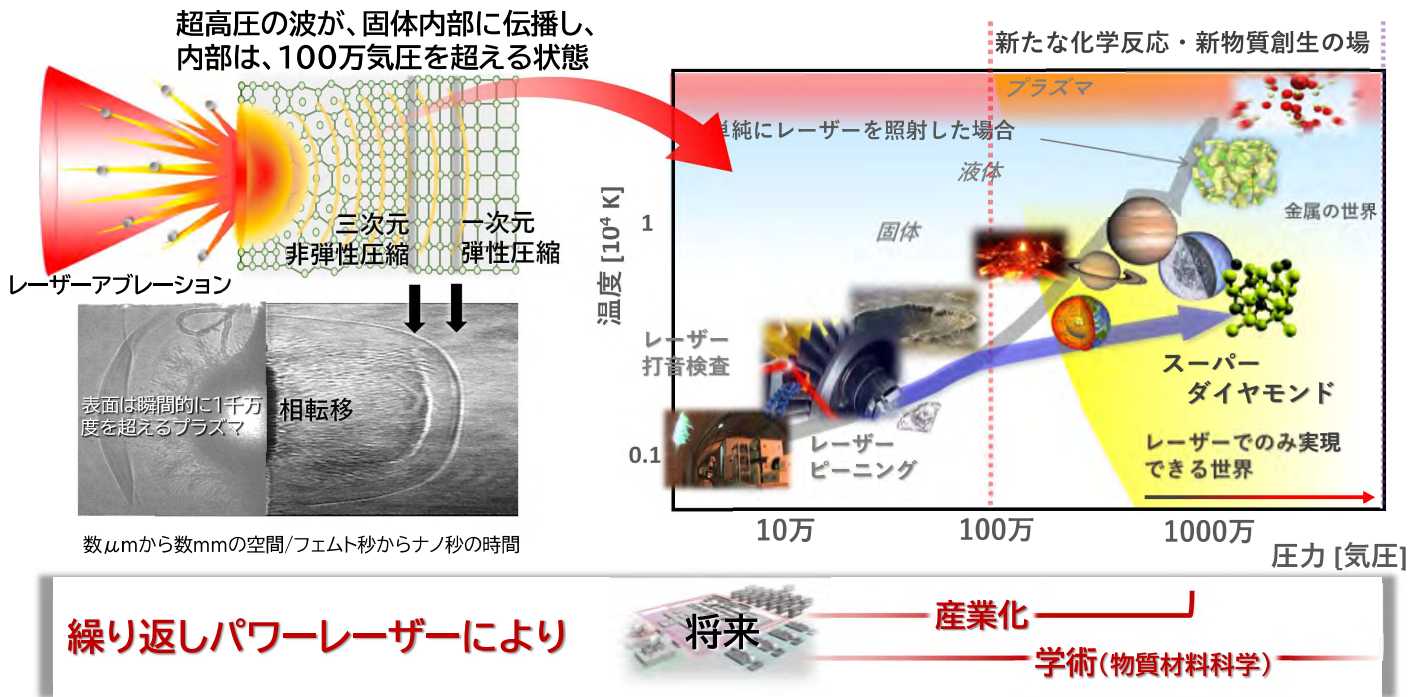 超高圧の波が、固体内部に伝播し、
内部は、100万気圧を超える状態
三次元
非弾性圧縮
一次元
弾性圧縮
レーザーアブレーション
表面は瞬間的に1千万
度を超えるプラズマ
相転移
数μmから数mmの空間/フェムト秒からナノ秒の時間
新たな化学反応・新物質創生の場
プラズマ
単純にレーザーを照射した場合
液体
固体
金属の世界
温度 [10⁴ K]
1
0.1
レーザー
打音検査
レーザー
ピーニング
スーパー
ダイヤモンド
レーザーでのみ実現
できる世界
10万
100万
1000万
圧力 [気圧]
繰り返しパワーレーザーにより
将来
産業化
学術(物質材料科学)